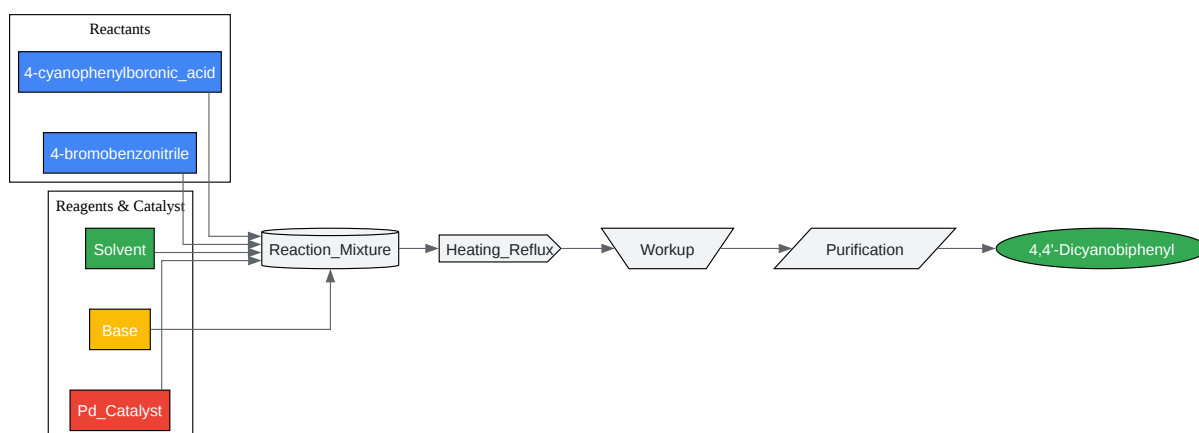 Reactants
4-cyanophenylboronic_acid
4-bromobenzonitrile
Reagents & Catalyst
Solvent
Base
Pd_Catalyst
Reaction_Mixture
Heating_Reflux
Workup
Purification
4,4'-Dicyanobiphenyl